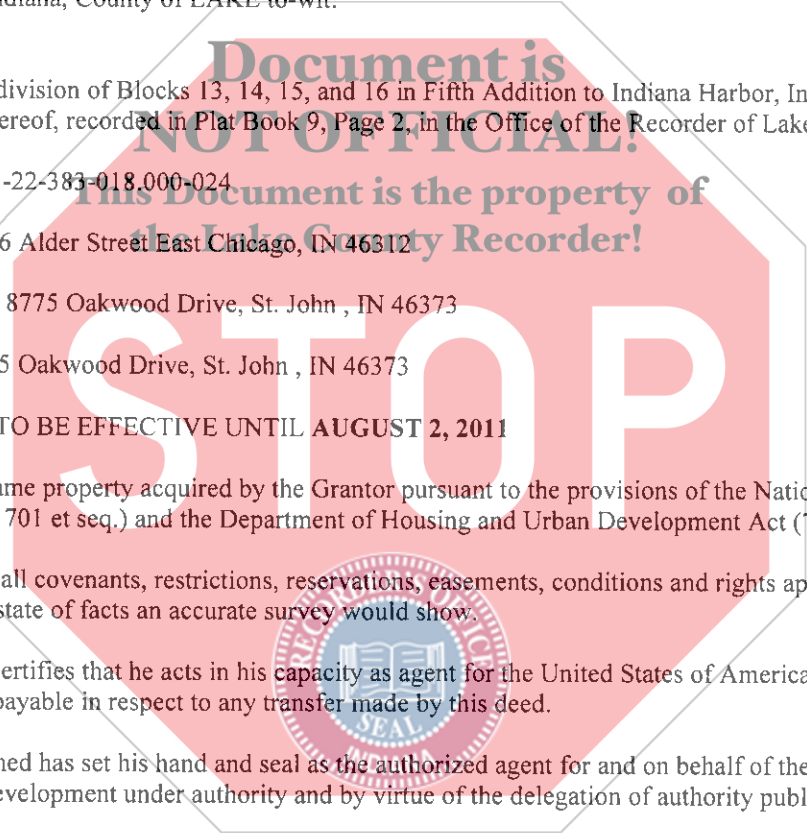 ndiana, County of LAKE to-wit:
Document is
division of Blocks 13, 14, 15, and 16 in Fifth Addition to Indiana Harbor, In
ereof, recorded in Plat Book 9, Page 2, in the Office of the Recorder of Lake
NOT OFFICIAL!
-22-383-018.000-024
This Document is the property of
6 Alder Street East Chicago, IN 46312
the Lake County Recorder!
8775 Oakwood Drive, St. John , IN 46373
5 Oakwood Drive, St. John , IN 46373
STOP
TO BE EFFECTIVE UNTIL AUGUST 2, 2011
ame property acquired by the Grantor pursuant to the provisions of the Natio
701 et seq.) and the Department of Housing and Urban Development Act (
all covenants, restrictions, reservations, easements, conditions and rights ap
state of facts an accurate survey would show.
ertifies that he acts in his capacity as agent for the United States of America
payable in respect to any transfer made by this deed.
RECORDER'S OFFICE
SEAL
INDIANA
ned has set his hand and seal as the authorized agent for and on behalf of the
evelopment under authority and by virtue of the delegation of authority publ